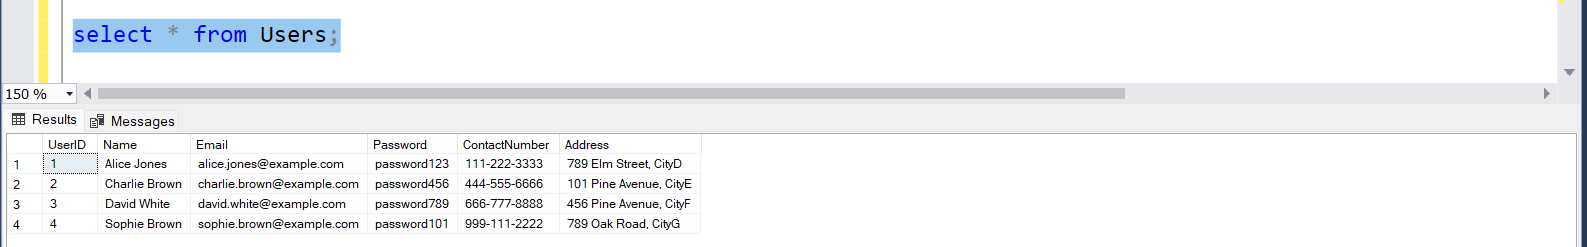 select * from Users;
150 %
Results Messages
UserID Name Email Password ContactNumber Address
1 1 Alice Jones alice.jones@example.com password123 111-222-3333 789 Elm Street, CityD
2 2 Charlie Brown charlie.brown@example.com password456 444-555-6666 101 Pine Avenue, CityE
3 3 David White david.white@example.com password789 666-777-8888 456 Pine Avenue, CityF
4 4 Sophie Brown sophie.brown@example.com password101 999-111-2222 789 Oak Road, CityG